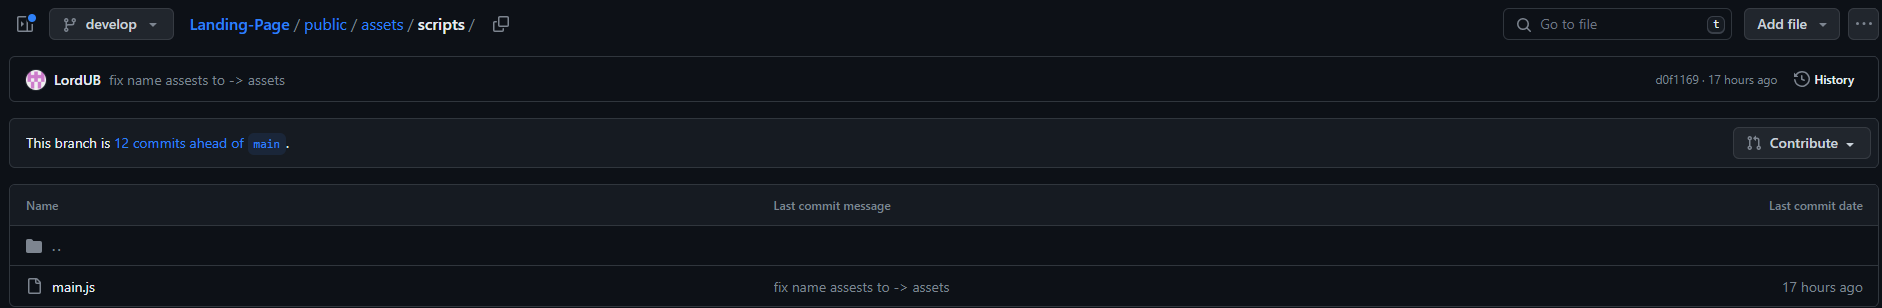 develop Landing-Page / public / assets / scripts / Go to file t Add file ...
LordUB fix name assests to -> assets d0f1169 · 17 hours ago History
This branch is 12 commits ahead of main. Contribute
Name Last commit message Last commit date
..
main.js fix name assests to -> assets 17 hours ago